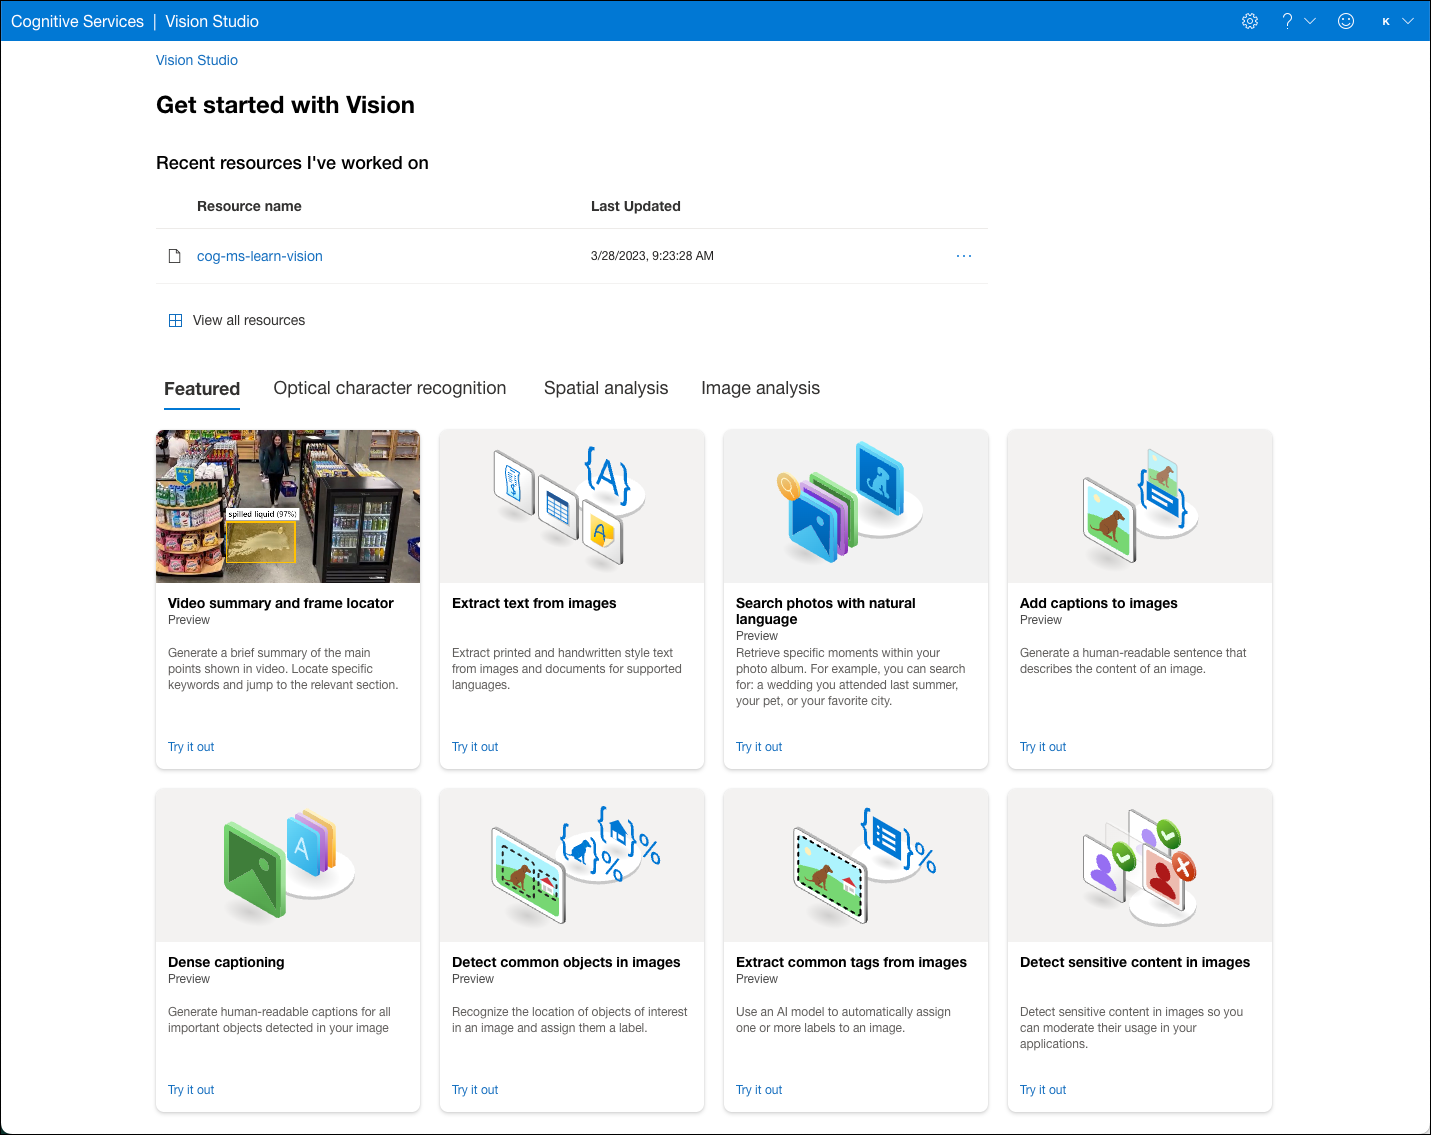 Cognitive Services | Vision Studio
K
Vision Studio
Get started with Vision
Recent resources I've worked on
Resource name Last Updated
cog-ms-learn-vision 3/28/2023, 9:23:28 AM
View all resources
Featured Optical character recognition Spatial analysis Image analysis
AISLE
3
spilled liquid (97%)
Video summary and frame locator
Preview
Generate a brief summary of the main
points shown in video. Locate specific
keywords and jump to the relevant section.
Try it out
{A}
A
Extract text from images
Extract printed and handwritten style text
from images and documents for supported
languages.
Try it out
Search photos with natural
language
Preview
Retrieve specific moments within your
photo album. For example, you can search
for: a wedding you attended last summer,
your pet, or your favorite city.
Try it out
Add captions to images
Preview
Generate a human-readable sentence that
describes the content of an image.
Try it out
A
Dense captioning
Preview
Generate human-readable captions for all
important objects detected in your image
Try it out
Detect common objects in images
Preview
Recognize the location of objects of interest
in an image and assign them a label.
Try it out
Extract common tags from images
Preview
Use an AI model to automatically assign
one or more labels to an image.
Try it out
Detect sensitive content in images
Detect sensitive content in images so you
can moderate their usage in your
applications.
Try it out